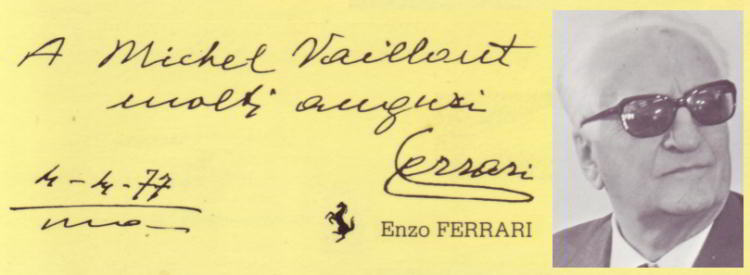 A Michel Vaillant
molti auguri
Ferrari
4-4-77
Enzo FERRARI